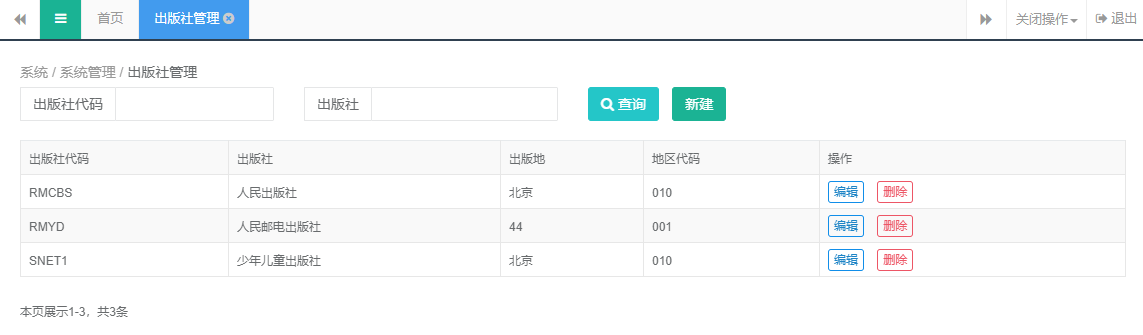 首页 出版社管理 关闭操作 退出
系统 / 系统管理 / 出版社管理
出版社代码 出版社 查询 新建
出版社代码 出版社 出版地 地区代码 操作
RMCBS 人民出版社 北京 010 编辑 删除
RMYD 人民邮电出版社 44 001 编辑 删除
SNET1 少年儿童出版社 北京 010 编辑 删除
本页展示1-3，共3条